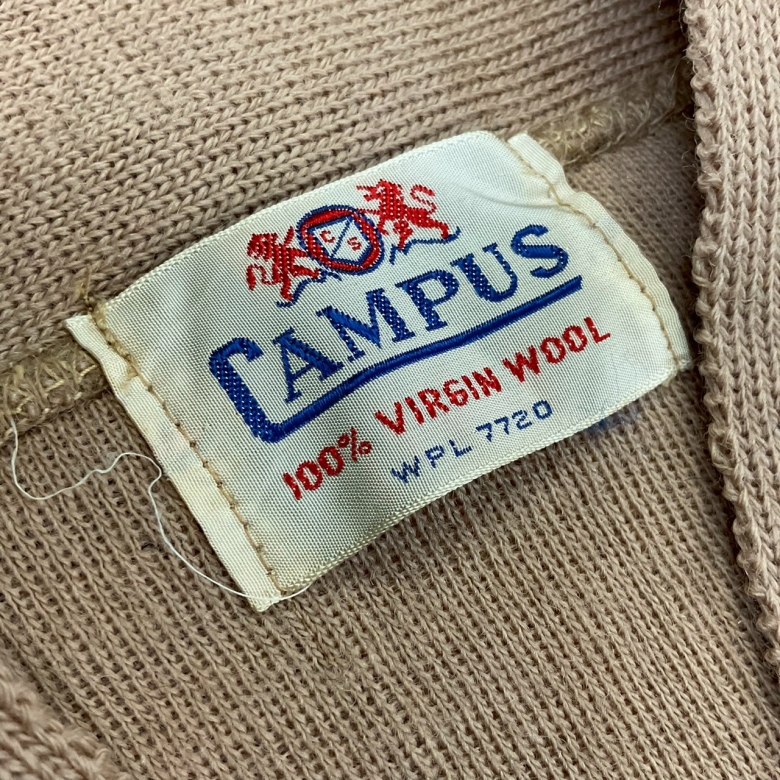 C S
CAMPUS
100% VIRGIN WOOL
WPL 7720